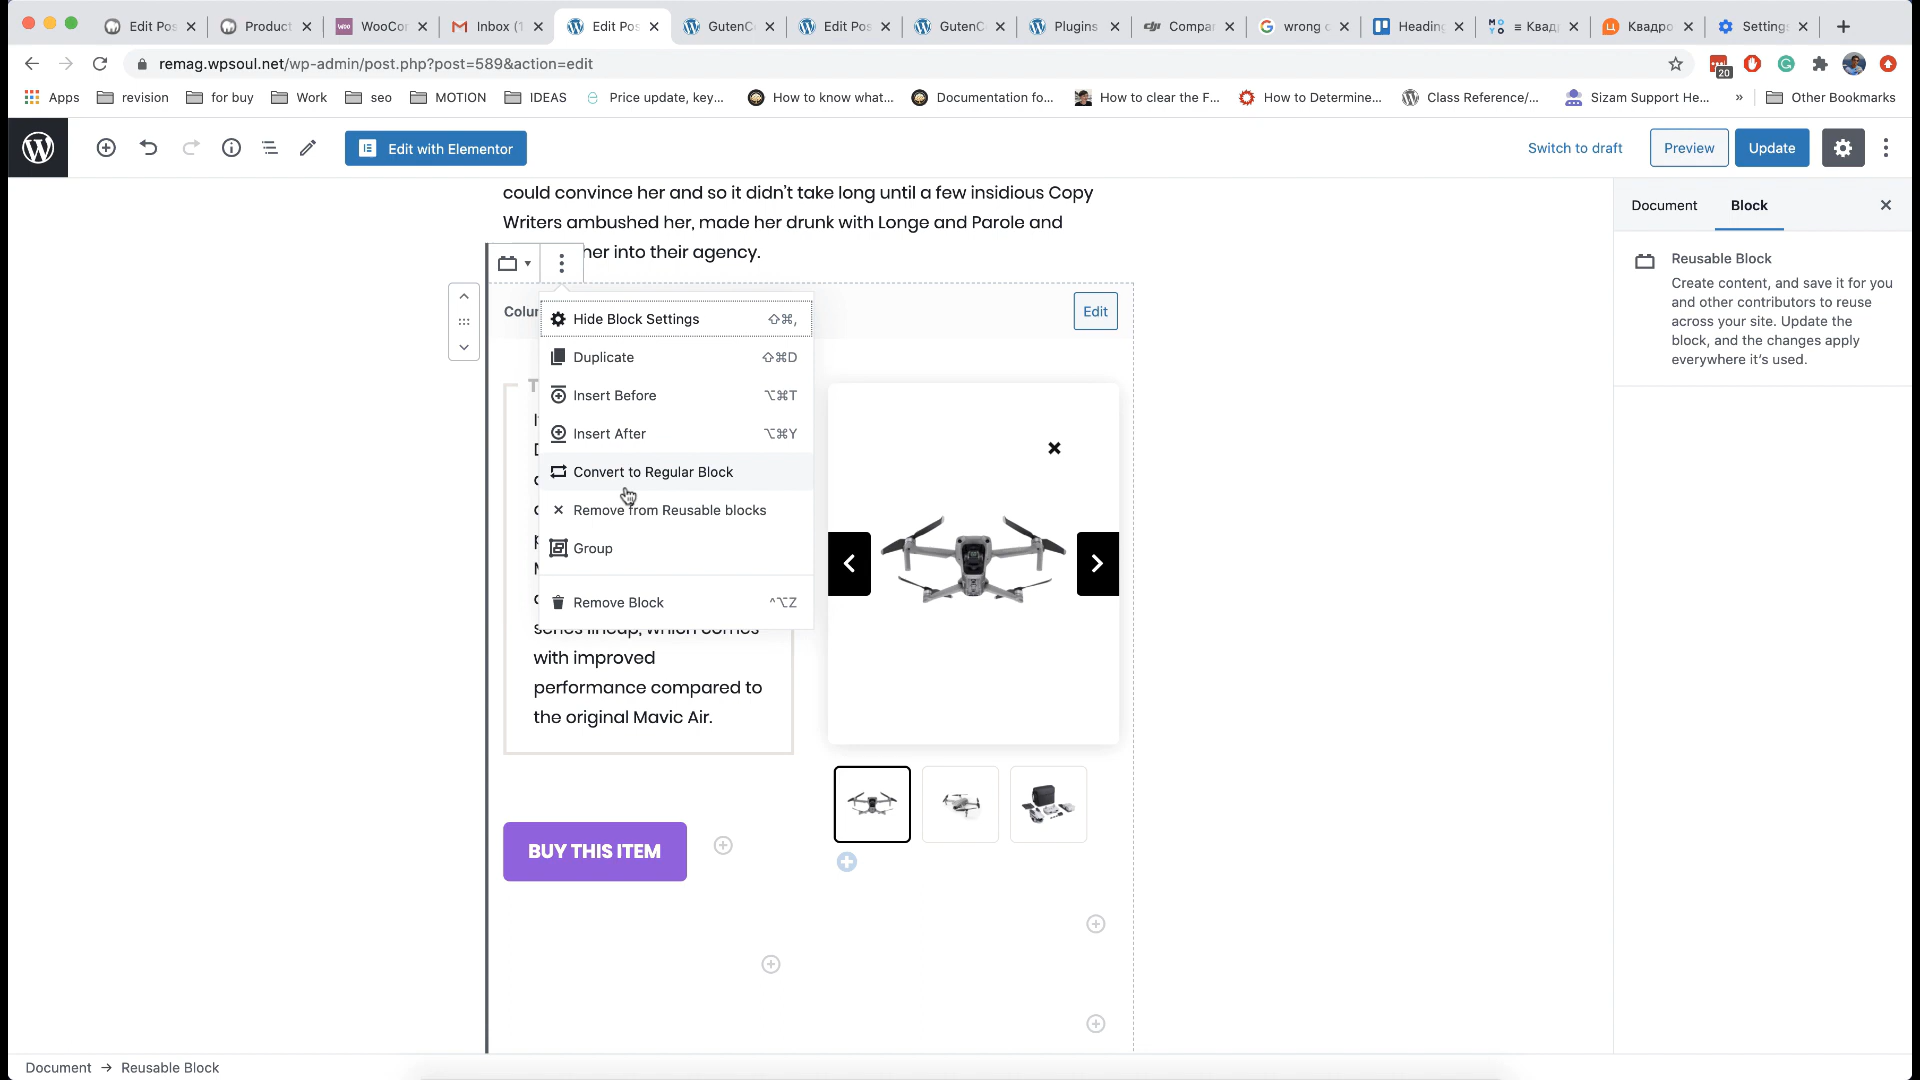 Edit Pos
Product
WooCor
Inbox (1
Edit Pos
GutenC
Edit Pos
GutenC
Plugins
Compar
wrong c
Heading
≡ Квад
Квадро
Setting
remag.wpsoul.net/wp-admin/post.php?post=589&action=edit
20
Apps
revision
for buy
Work
seo
MOTION
IDEAS
Price update, key...
How to know what...
Documentation fo...
How to clear the F...
How to Determine...
Class Reference/...
Sizam Support He...
»
Other Bookmarks
Edit with Elementor
Switch to draft
Preview
Update
could convince her and so it didn't take long until a few insidious Copy
Writers ambushed her, made her drunk with Longe and Parole and
her into their agency.
Document
Block
Reusable Block
Create content, and save it for you
and other contributors to reuse
across your site. Update the
block, and the changes apply
everywhere it's used.
Colu
Edit
Hide Block Settings ⇧⌘,
Duplicate ⇧⌘D
Insert Before ⌥⌘T
Insert After ⌥⌘Y
Convert to Regular Block
Remove from Reusable blocks
Group
Remove Block ^⌥Z
series lineup, which comes
with improved
performance compared to
the original Mavic Air.
BUY THIS ITEM
Document → Reusable Block